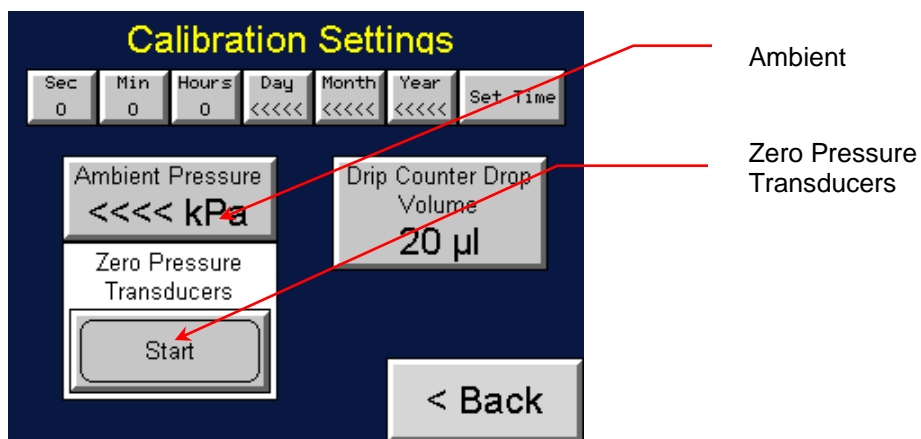 Calibration Settings
Sec Min Hours Day Month Year Set Time
0 0 0 <<<<< <<<<< <<<<<
Ambient Pressure
<<<< kPa
Zero Pressure
Transducers
Start
Drip Counter Drop
Volume
20 µl
< Back
Ambient
Zero Pressure
Transducers